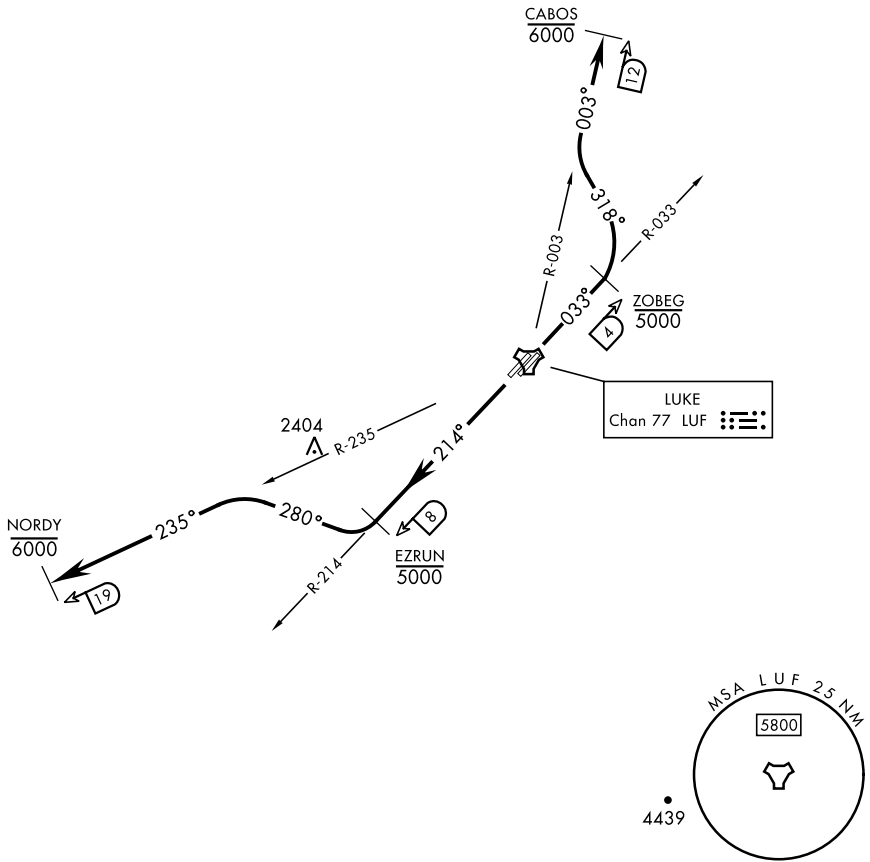 CABOS
6000
12
003°
318°
R-033
R-003
033°
ZOBEG
5000
4
LUKE
Chan 77 LUF
2404
R-235
214°
NORDY
6000
235°
280°
8
EZRUN
5000
R-214
19
MSA LUF 25 NM
5800
4439